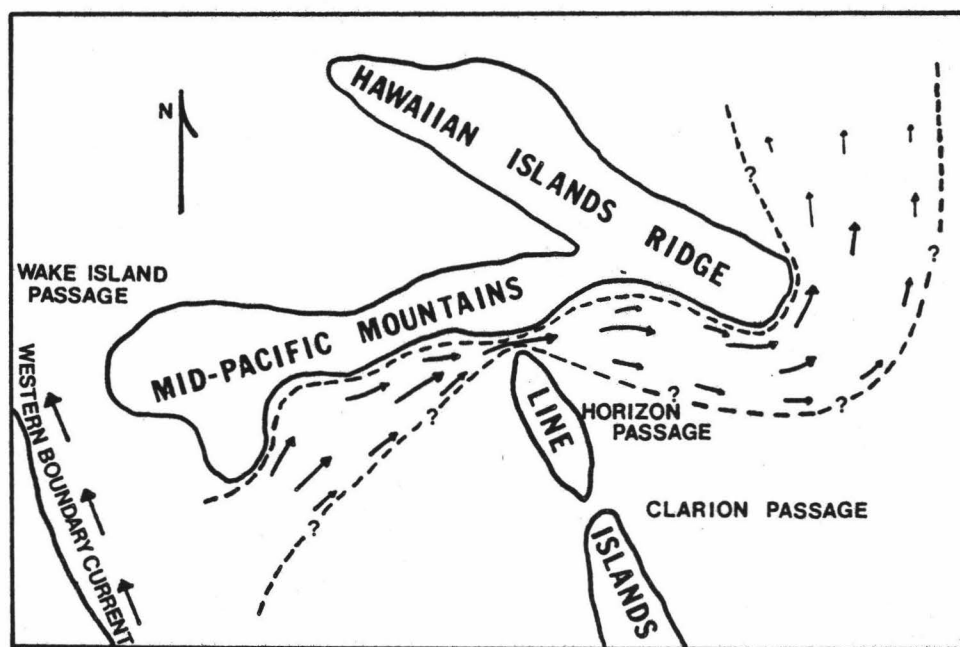 HAWAIIAN ISLANDS RIDGE
N
WAKE ISLAND
PASSAGE
MID-PACIFIC MOUNTAINS
WESTERN BOUNDARY CURRENT
LINE
ISLANDS
HORIZON
PASSAGE
CLARION PASSAGE
?
?
?
?
?
?